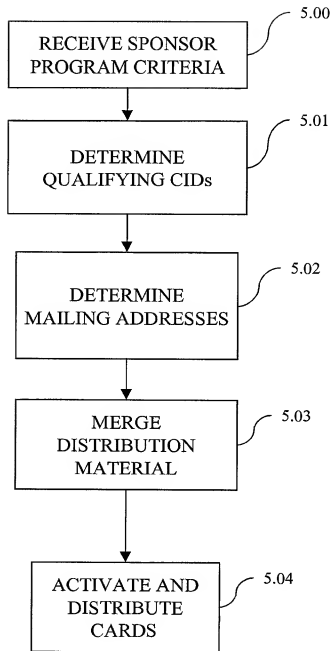 5.00
RECEIVE SPONSOR
PROGRAM CRITERIA
5.01
DETERMINE
QUALIFYING CIDs
5.02
DETERMINE
MAILING ADDRESSES
5.03
MERGE
DISTRIBUTION
MATERIAL
5.04
ACTIVATE AND
DISTRIBUTE
CARDS